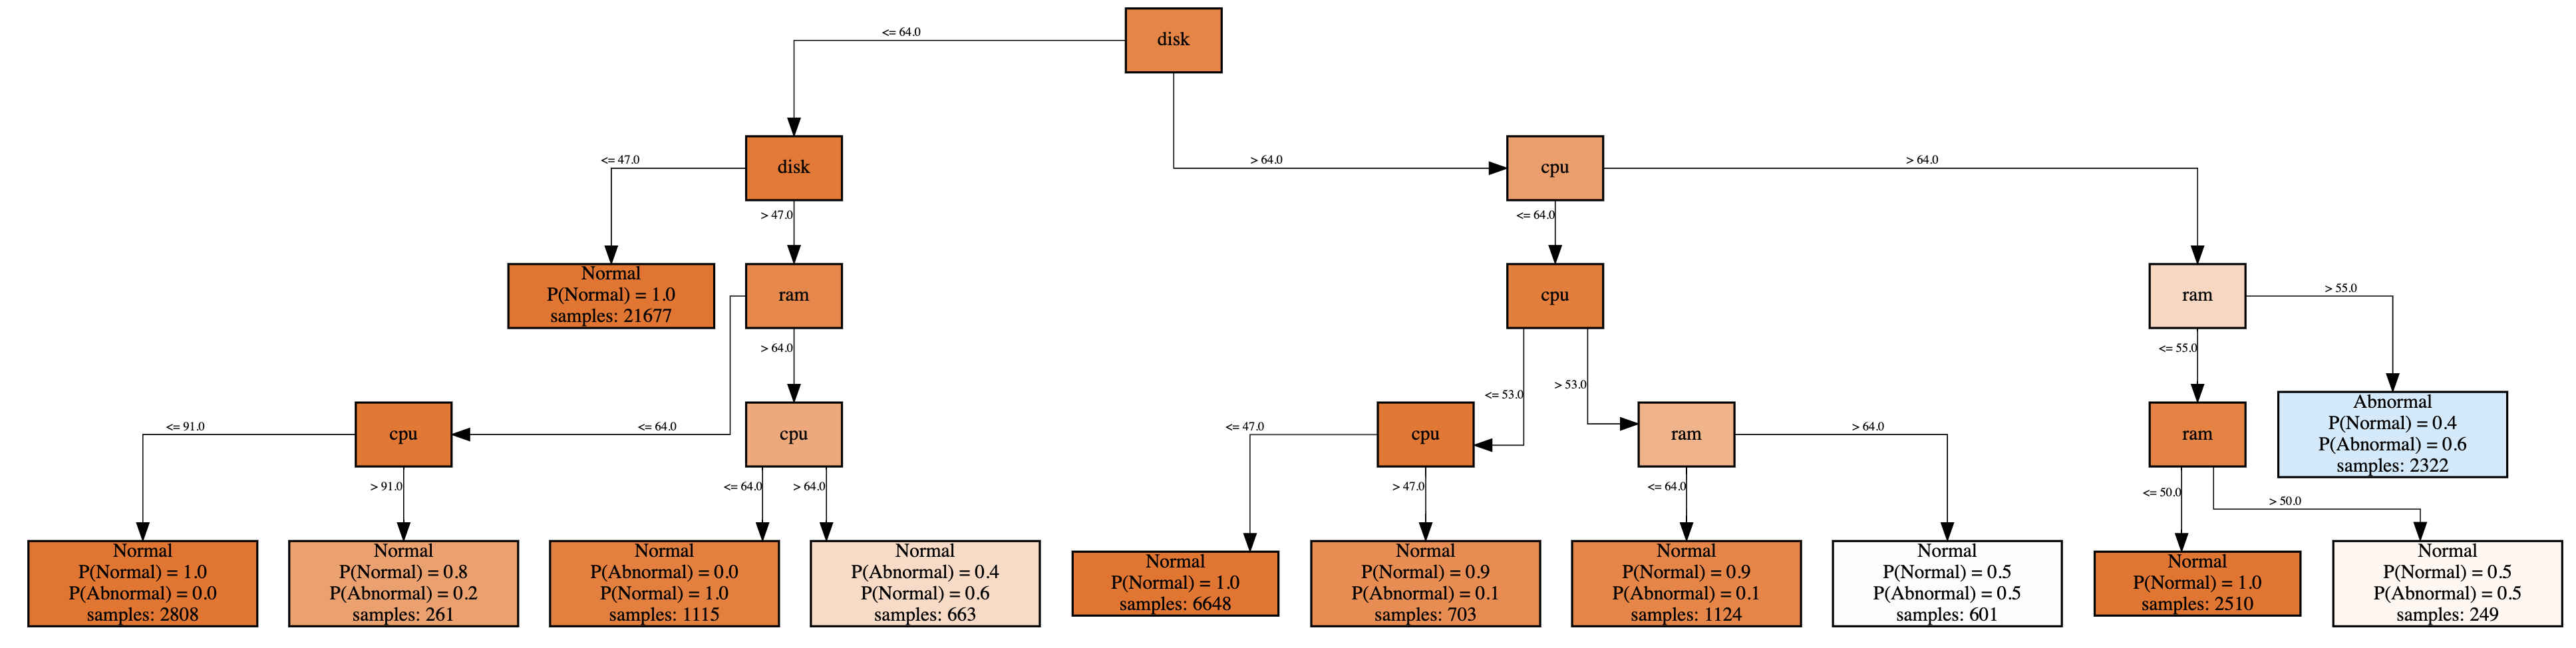 disk
<= 64.0
> 64.0
disk
cpu
<= 47.0
> 47.0
<= 64.0
> 64.0
Normal
P(Normal) = 1.0
samples: 21677
ram
cpu
ram
> 64.0
<= 64.0
<= 53.0
> 53.0
<= 55.0
> 55.0
cpu
cpu
cpu
ram
ram
Abnormal
P(Normal) = 0.4
P(Abnormal) = 0.6
samples: 2322
<= 91.0
> 91.0
<= 64.0
> 64.0
<= 47.0
> 47.0
<= 64.0
> 64.0
<= 50.0
> 50.0
Normal
P(Normal) = 1.0
P(Abnormal) = 0.0
samples: 2808
Normal
P(Normal) = 0.8
P(Abnormal) = 0.2
samples: 261
Normal
P(Abnormal) = 0.0
P(Normal) = 1.0
samples: 1115
Normal
P(Abnormal) = 0.4
P(Normal) = 0.6
samples: 663
Normal
P(Normal) = 1.0
samples: 6648
Normal
P(Normal) = 0.9
P(Abnormal) = 0.1
samples: 703
Normal
P(Normal) = 0.9
P(Abnormal) = 0.1
samples: 1124
Normal
P(Normal) = 0.5
P(Abnormal) = 0.5
samples: 601
Normal
P(Normal) = 1.0
samples: 2510
Normal
P(Normal) = 0.5
P(Abnormal) = 0.5
samples: 249